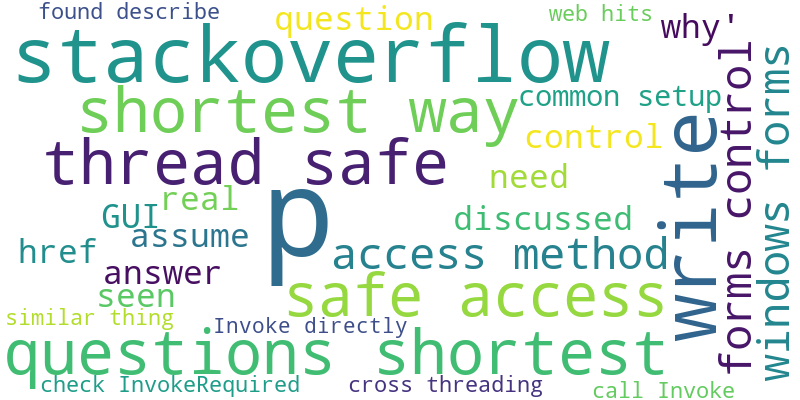 found describe
question
web hits
why'
stackoverflow
shortest way
common setup
thread safe
control
need
p
real
GUI
assume
discussed
href
access method
answer
seen
safe access
similar thing
Invoke directly
questions shortest
check InvokeRequired
cross threading
call Invoke
write
forms control'
windows forms